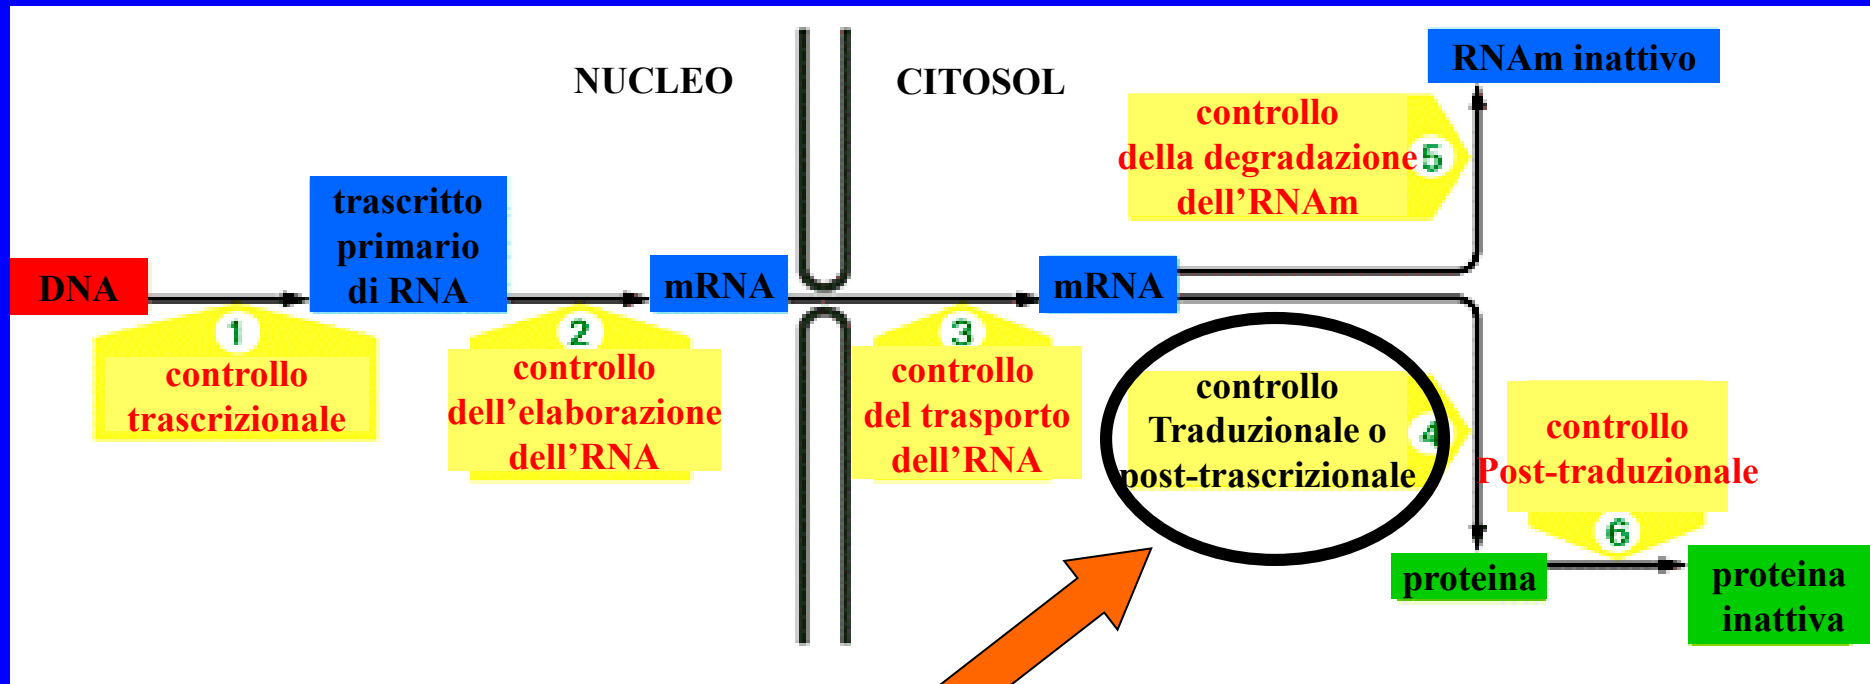 NUCLEO
CITOSOL
RNAm inattivo
controllo
della degradazione
dell’RNAm
5
trascritto
primario
di RNA
DNA
mRNA
mRNA
1
controllo
trascrizionale
2
controllo
dell’elaborazione
dell’RNA
3
controllo
del trasporto
dell’RNA
controllo
Traduzionale o
post-trascrizionale
4
controllo
Post-traduzionale
6
proteina
proteina
inattiva